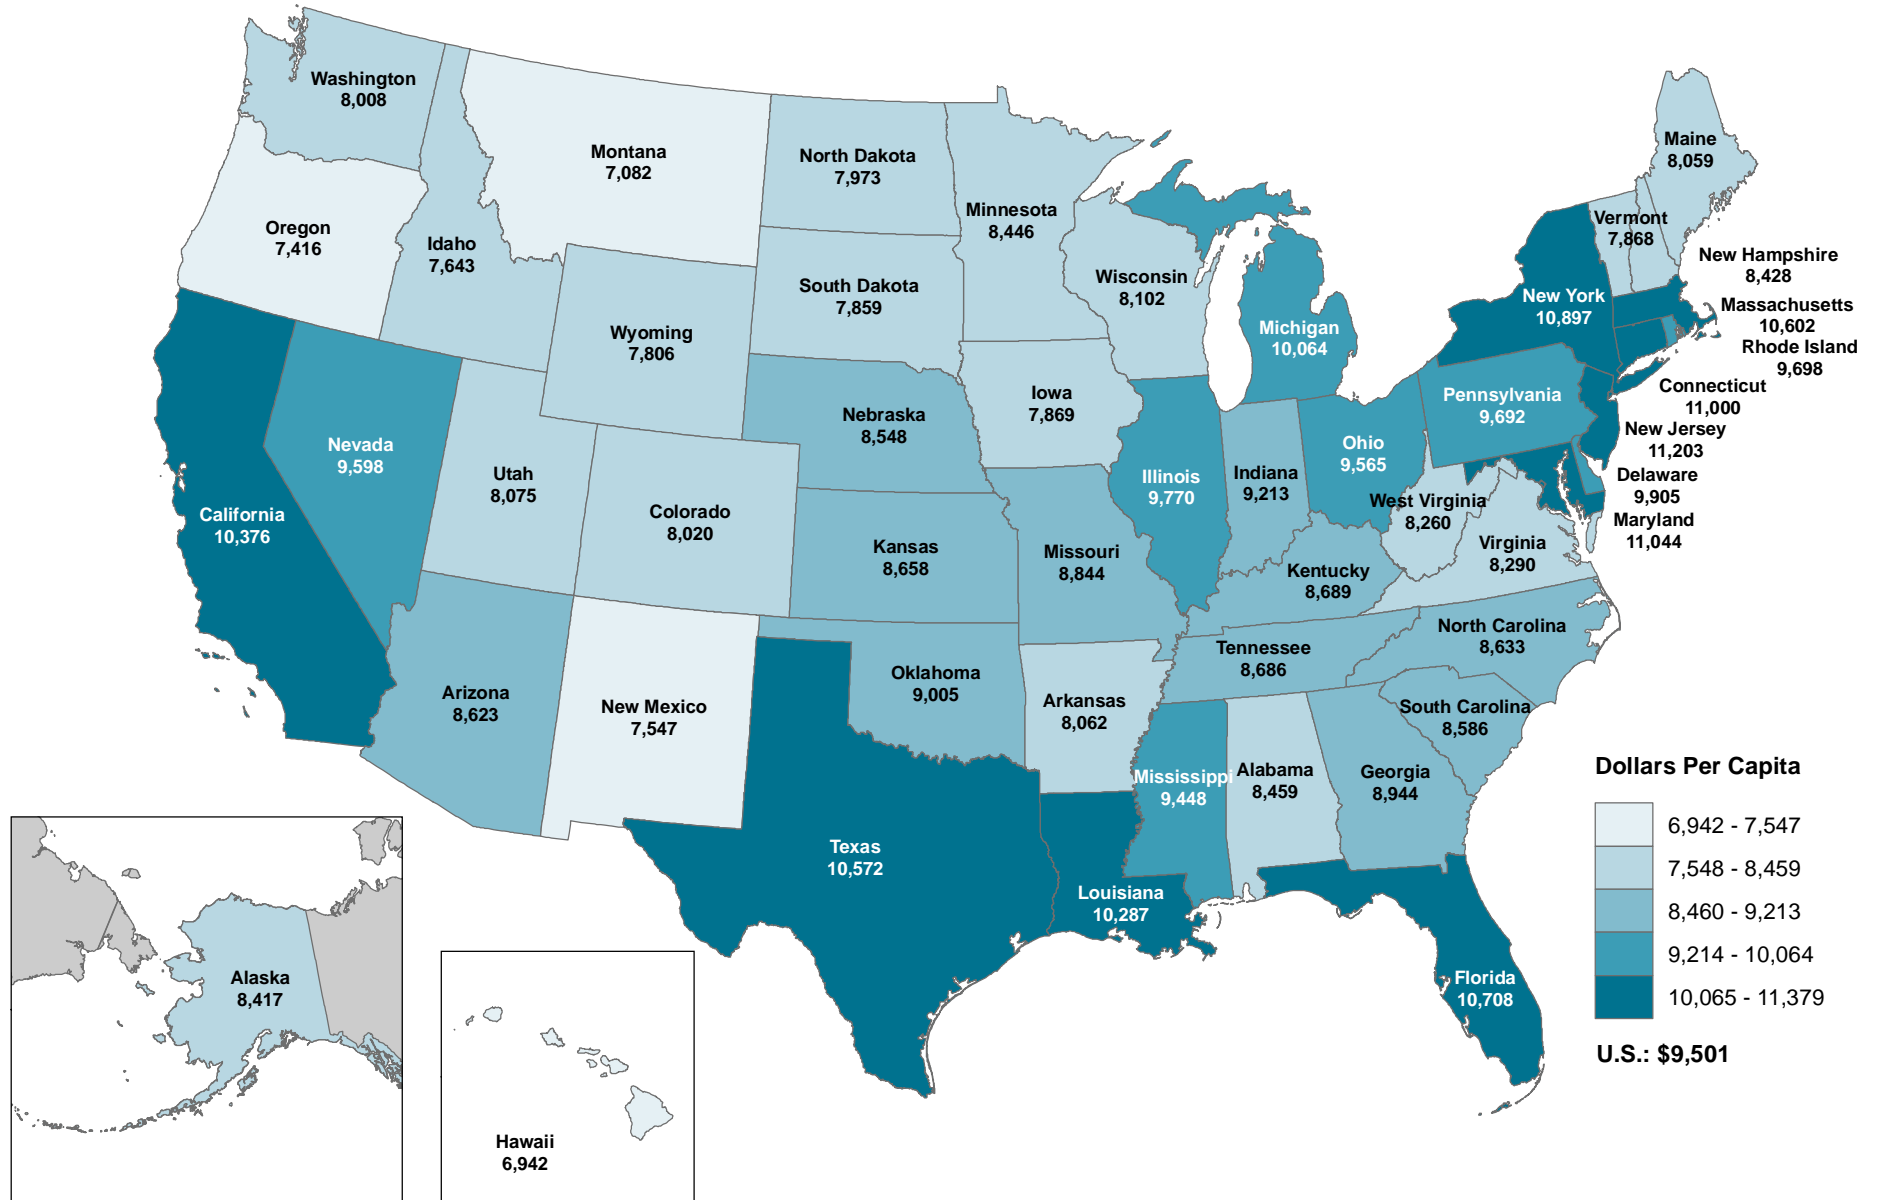 Washington
8,008
Montana
7,082
North Dakota
7,973
Minnesota
8,446
Maine
8,059
Oregon
7,416
Idaho
7,643
South Dakota
7,859
Wisconsin
8,102
Vermont
7,868
New Hampshire
8,428
Wyoming
7,806
Michigan
10,064
New York
10,897
Massachusetts
10,602
Rhode Island
9,698
Connecticut
11,000
New Jersey
11,203
Delaware
9,905
Maryland
11,044
Nebraska
8,548
Iowa
7,869
Pennsylvania
9,692
Nevada
9,598
Utah
8,075
Colorado
8,020
Illinois
9,770
Indiana
9,213
Ohio
9,565
West Virginia
8,260
Virginia
8,290
California
10,376
Kansas
8,658
Missouri
8,844
Kentucky
8,689
North Carolina
8,633
Tennessee
8,686
Arizona
8,623
New Mexico
7,547
Oklahoma
9,005
Arkansas
8,062
South Carolina
8,586
Mississippi
9,448
Alabama
8,459
Georgia
8,944
Texas
10,572
Louisiana
10,287
Florida
10,708
Alaska
8,417
Hawaii
6,942
Dollars Per Capita
6,942 - 7,547
7,548 - 8,459
8,460 - 9,213
9,214 - 10,064
10,065 - 11,379
U.S.: $9,501